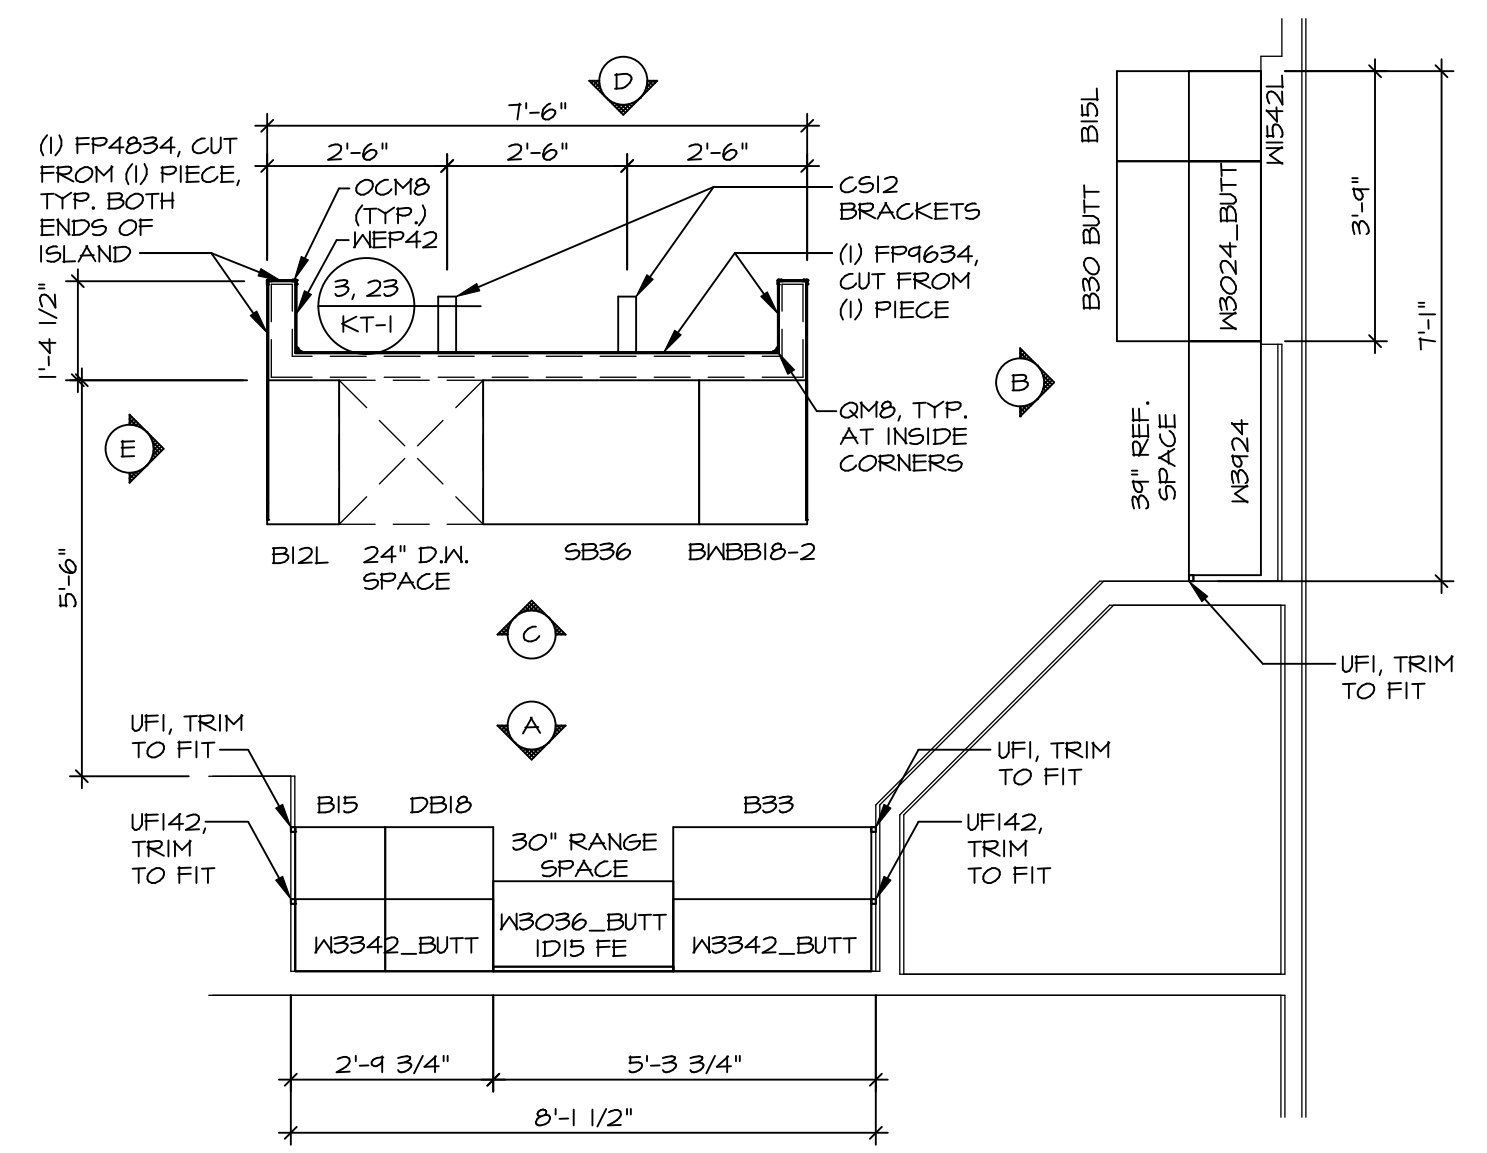 D
7'-6"
2'-6"
2'-6"
2'-6"
(1) FP4834, CUT
FROM (1) PIECE,
TYP. BOTH
ENDS OF
ISLAND
OCM8
(TYP.)
WEP42
3, 23
KT-1
CS12
BRACKETS
(1) FP9634,
CUT FROM
(1) PIECE
QM8, TYP.
AT INSIDE
CORNERS
1'-4 1/2"
E
5'-6"
B12L
24" D.W.
SPACE
SB36
BWBB18-2
B
B15L
W1542L
B30 BUTT
W3024_BUTT
3'-9"
7'-1"
39" REF.
SPACE
W3924
C
A
UF1, TRIM
TO FIT
UF1, TRIM
TO FIT
UF142,
TRIM
TO FIT
B15
DB18
30" RANGE
SPACE
B33
UF1, TRIM
TO FIT
UF142,
TRIM
TO FIT
W3342_BUTT
W3036_BUTT
1D15 FE
W3342_BUTT
2'-9 3/4"
5'-3 3/4"
8'-1 1/2"